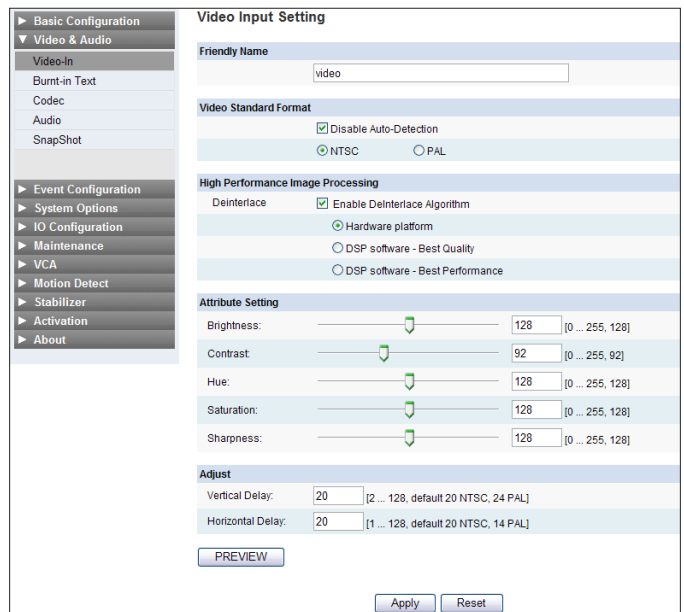 Basic Configuration
Video & Audio
Video-In
Burnt-in Text
Codec
Audio
SnapShot
Event Configuration
System Options
IO Configuration
Maintenance
VCA
Motion Detect
Stabilizer
Activation
About
Video Input Setting
Friendly Name
video
Video Standard Format
Disable Auto-Detection
NTSC PAL
High Performance Image Processing
Deinterlace Enable DeInterlace Algorithm
Hardware platform
DSP software - Best Quality
DSP software - Best Performance
Attribute Setting
Brightness: 128 [0 ... 255, 128]
Contrast: 92 [0 ... 255, 92]
Hue: 128 [0 ... 255, 128]
Saturation: 128 [0 ... 255, 128]
Sharpness: 128 [0 ... 255, 128]
Adjust
Vertical Delay: 20 [2 ... 128, default 20 NTSC, 24 PAL]
Horizontal Delay: 20 [1 ... 128, default 20 NTSC, 14 PAL]
PREVIEW
Apply Reset